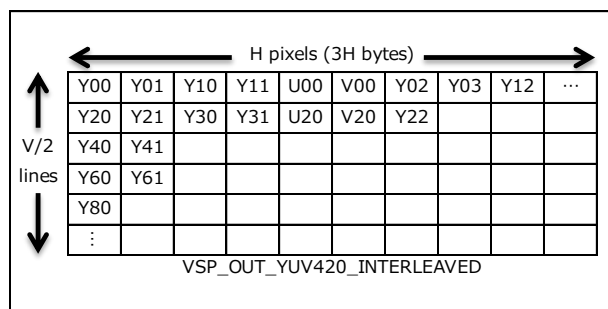 H pixels (3H bytes)
Y00 Y01 Y10 Y11 U00 V00 Y02 Y03 Y12 ⋯
Y20 Y21 Y30 Y31 U20 V20 Y22
V/2
lines
Y40 Y41
Y60 Y61
Y80
⋮
VSP_OUT_YUV420_INTERLEAVED